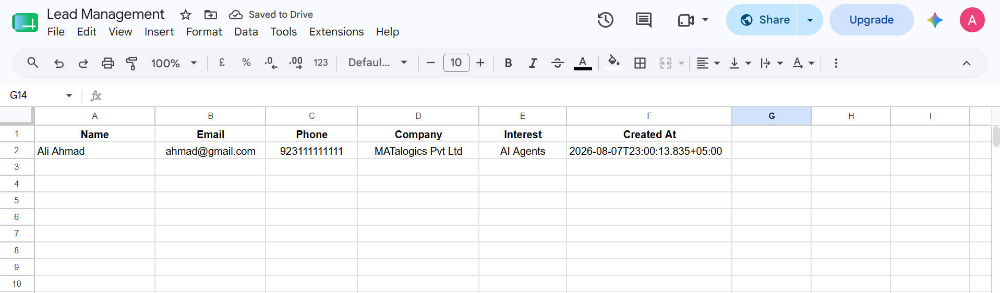 Lead Management Saved to Drive
File Edit View Insert Format Data Tools Extensions Help
Share Upgrade A
100% £ % .0 .00 123 Defaul... 10 B I A A
G14 fx
A B C D E F G H I
1 Name Email Phone Company Interest Created At
2 Ali Ahmad ahmad@gmail.com 923111111111 MATalogics Pvt Ltd AI Agents 2026-08-07T23:00:13.835+05:00
3
4
5
6
7
8
9
10